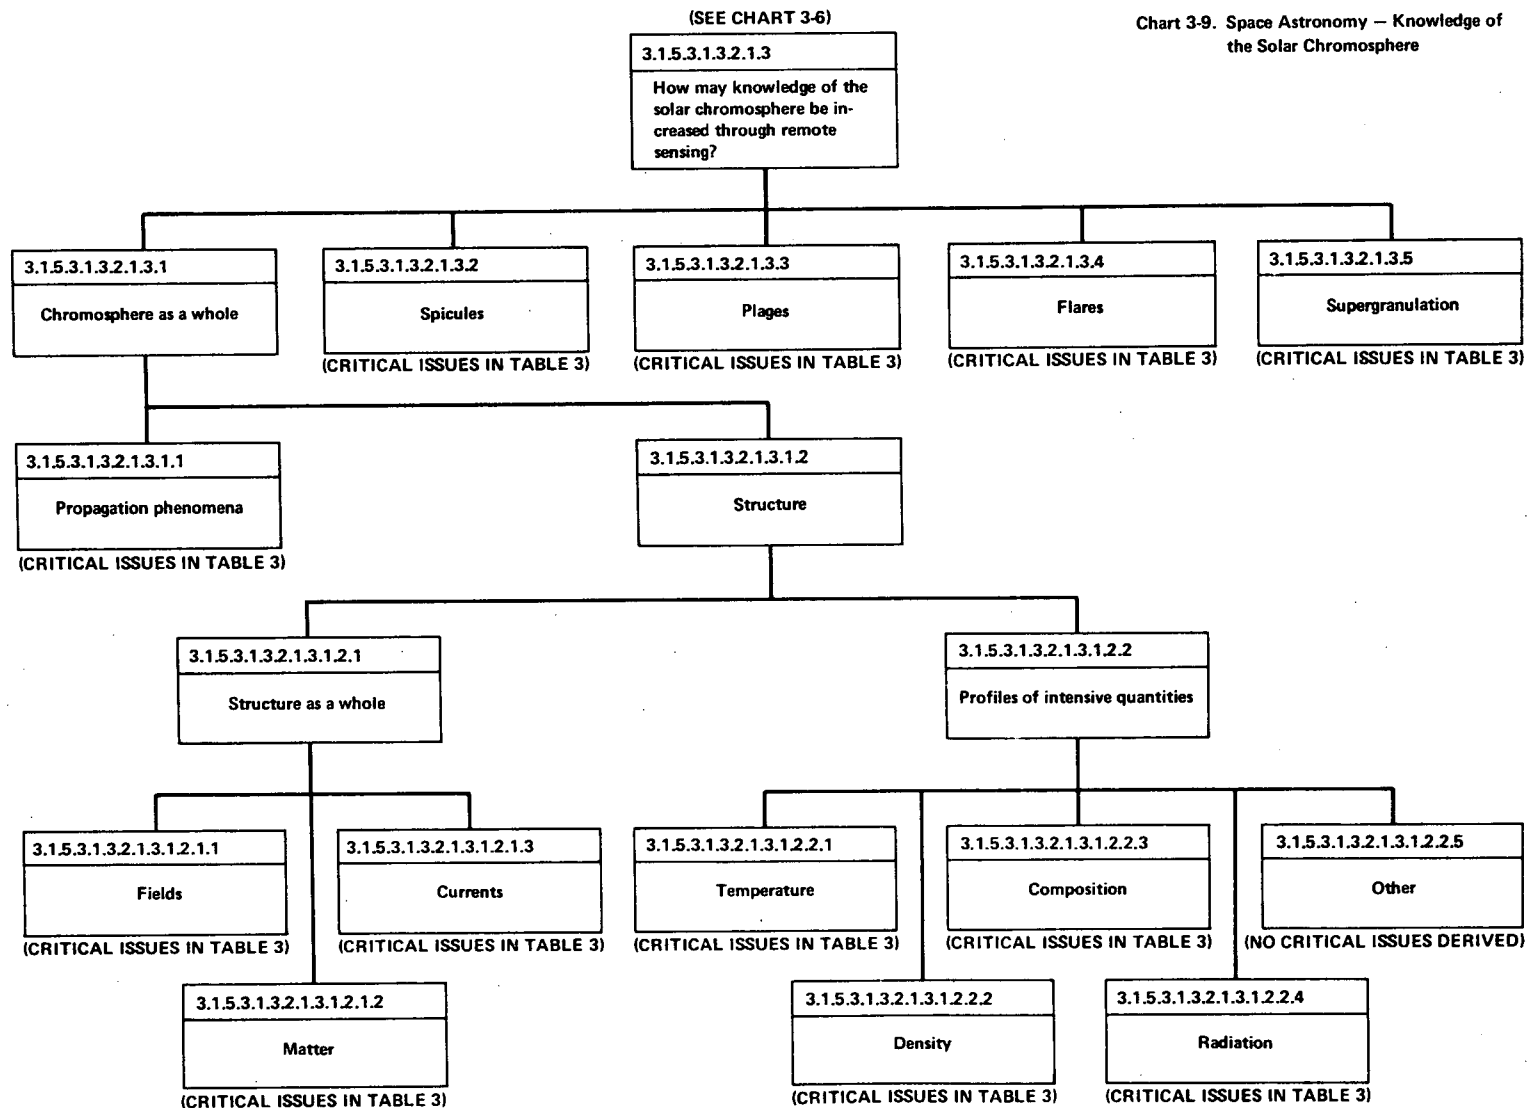 (SEE CHART 3-6)
Chart 3-9. Space Astronomy — Knowledge of
the Solar Chromosphere
3.1.5.3.1.3.2.1.3
How may knowledge of the
solar chromosphere be in-
creased through remote
sensing?
3.1.5.3.1.3.2.1.3.1
Chromosphere as a whole
3.1.5.3.1.3.2.1.3.2
Spicules
(CRITICAL ISSUES IN TABLE 3)
3.1.5.3.1.3.2.1.3.3
Plages
(CRITICAL ISSUES IN TABLE 3)
3.1.5.3.1.3.2.1.3.4
Flares
(CRITICAL ISSUES IN TABLE 3)
3.1.5.3.1.3.2.1.3.5
Supergranulation
(CRITICAL ISSUES IN TABLE 3)
3.1.5.3.1.3.2.1.3.1.1
Propagation phenomena
(CRITICAL ISSUES IN TABLE 3)
3.1.5.3.1.3.2.1.3.1.2
Structure
3.1.5.3.1.3.2.1.3.1.2.1
Structure as a whole
3.1.5.3.1.3.2.1.3.1.2.2
Profiles of intensive quantities
3.1.5.3.1.3.2.1.3.1.2.1.1
Fields
(CRITICAL ISSUES IN TABLE 3)
3.1.5.3.1.3.2.1.3.1.2.1.3
Currents
(CRITICAL ISSUES IN TABLE 3)
3.1.5.3.1.3.2.1.3.1.2.2.1
Temperature
(CRITICAL ISSUES IN TABLE 3)
3.1.5.3.1.3.2.1.3.1.2.2.3
Composition
(CRITICAL ISSUES IN TABLE 3)
3.1.5.3.1.3.2.1.3.1.2.2.5
Other
(NO CRITICAL ISSUES DERIVED)
3.1.5.3.1.3.2.1.3.1.2.1.2
Matter
(CRITICAL ISSUES IN TABLE 3)
3.1.5.3.1.3.2.1.3.1.2.2.2
Density
(CRITICAL ISSUES IN TABLE 3)
3.1.5.3.1.3.2.1.3.1.2.2.4
Radiation
(CRITICAL ISSUES IN TABLE 3)